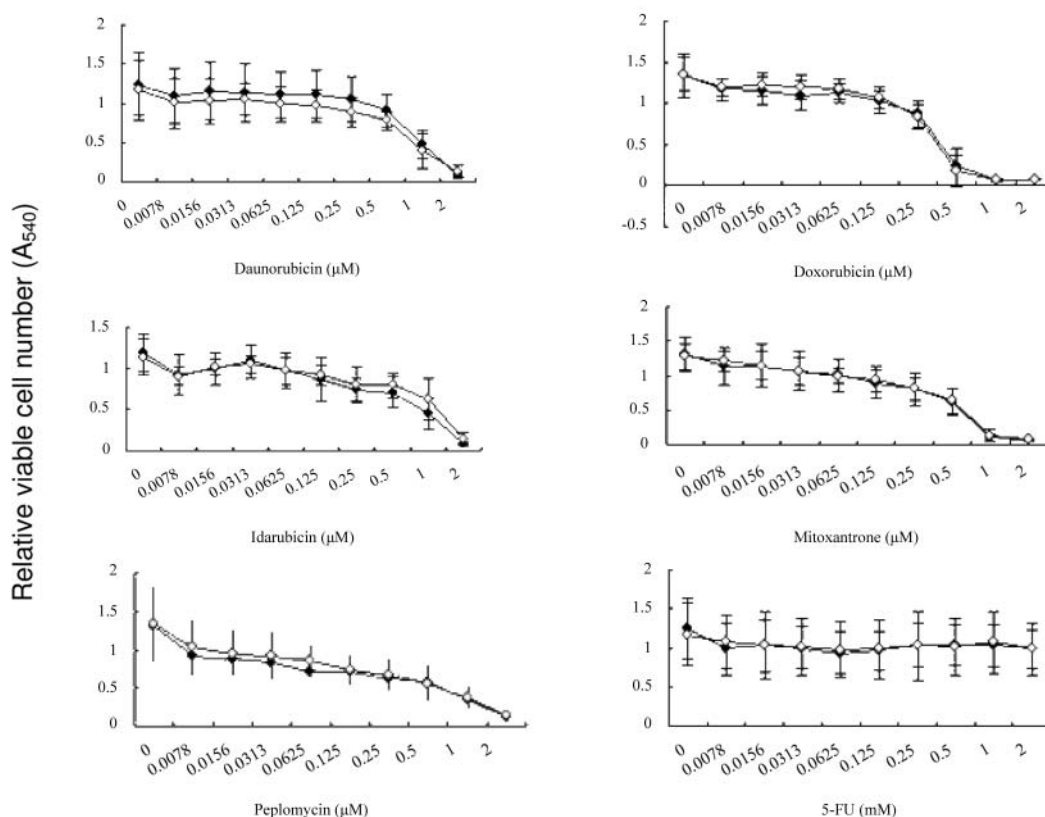 Relative viable cell number (A540)
2
1.5
1
0.5
0
0 0.0078 0.0156 0.0313 0.0625 0.125 0.25 0.5 1 2
Daunorubicin (μM)
2
1.5
1
0.5
0
-0.5
0 0.0078 0.0156 0.0313 0.0625 0.125 0.25 0.5 1 2
Doxorubicin (μM)
1.5
1
0.5
0
0 0.0078 0.0156 0.0313 0.0625 0.125 0.25 0.5 1 2
Idarubicin (μM)
2
1.5
1
0.5
0
0 0.0078 0.0156 0.0313 0.0625 0.125 0.25 0.5 1 2
Mitoxantrone (μM)
2
1.5
1
0.5
0
0 0.0078 0.0156 0.0313 0.0625 0.125 0.25 0.5 1 2
Peplomycin (μM)
2
1.5
1
0.5
0
0 0.0078 0.0156 0.0313 0.0625 0.125 0.25 0.5 1 2
5-FU (mM)